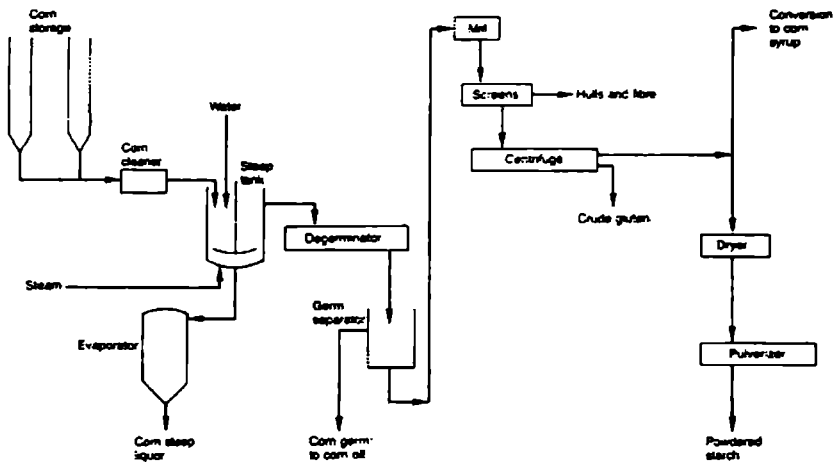 Corn
storage
Water
Corn
cleaner
Steep
tank
Steam
Evaporator
Corn steep
liquor
Degerminator
Germ
separator
Corn germ
to corn oil
Mill
Screens
Hulls and fibre
Centrifuge
Crude gluten
Conversion
to corn
syrup
Dryer
Pulverizer
Powdered
starch